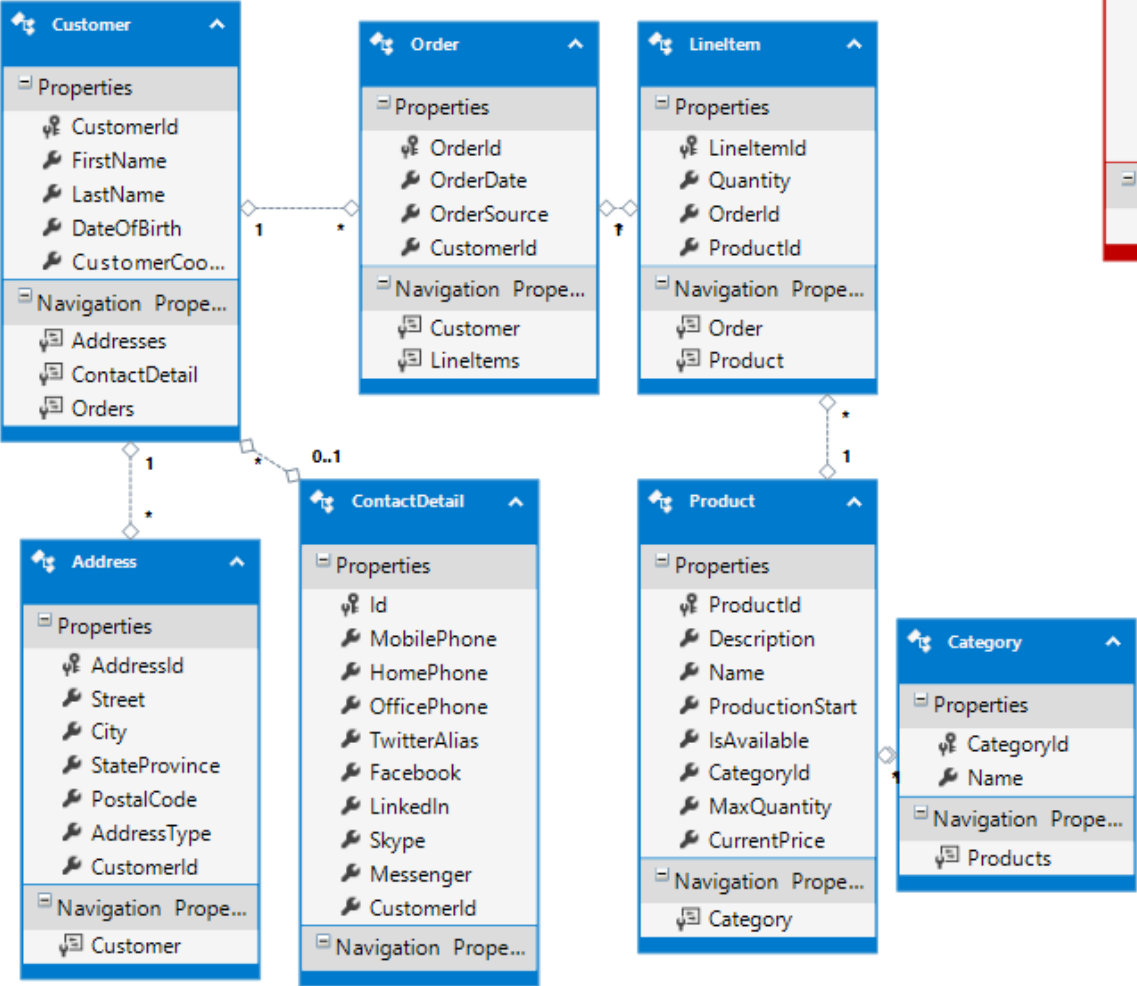 Customer
Properties
CustomerId
FirstName
LastName
DateOfBirth
CustomerCoo...
Navigation Prope...
Addresses
ContactDetail
Orders
Order
Properties
OrderId
OrderDate
OrderSource
CustomerId
Navigation Prope...
Customer
LineItems
LineItem
Properties
LineItemId
Quantity
OrderId
ProductId
Navigation Prope...
Order
Product
1
*
*
1
1
*
*
0..1
Address
Properties
AddressId
Street
City
StateProvince
PostalCode
AddressType
CustomerId
Navigation Prope...
Customer
ContactDetail
Properties
Id
MobilePhone
HomePhone
OfficePhone
TwitterAlias
Facebook
LinkedIn
Skype
Messenger
CustomerId
Navigation Prope...
Product
Properties
ProductId
Description
Name
ProductionStart
IsAvailable
CategoryId
MaxQuantity
CurrentPrice
Navigation Prope...
Category
Category
Properties
CategoryId
Name
Navigation Prope...
Products